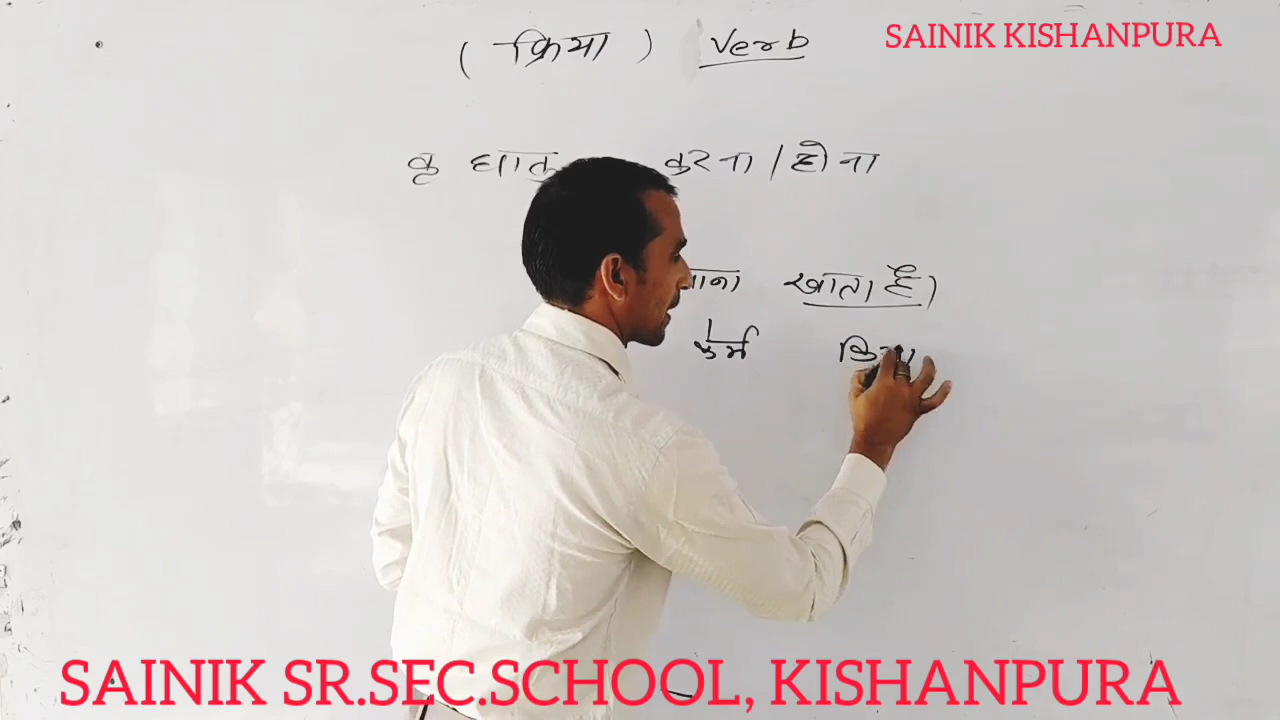 SAINIK KISHANPURA
( क्रिया ) Verb
कृ धातु करना / होना
खाता है।
कर्म क्रिया
SAINIK SR.SEC.SCHOOL, KISHANPURA